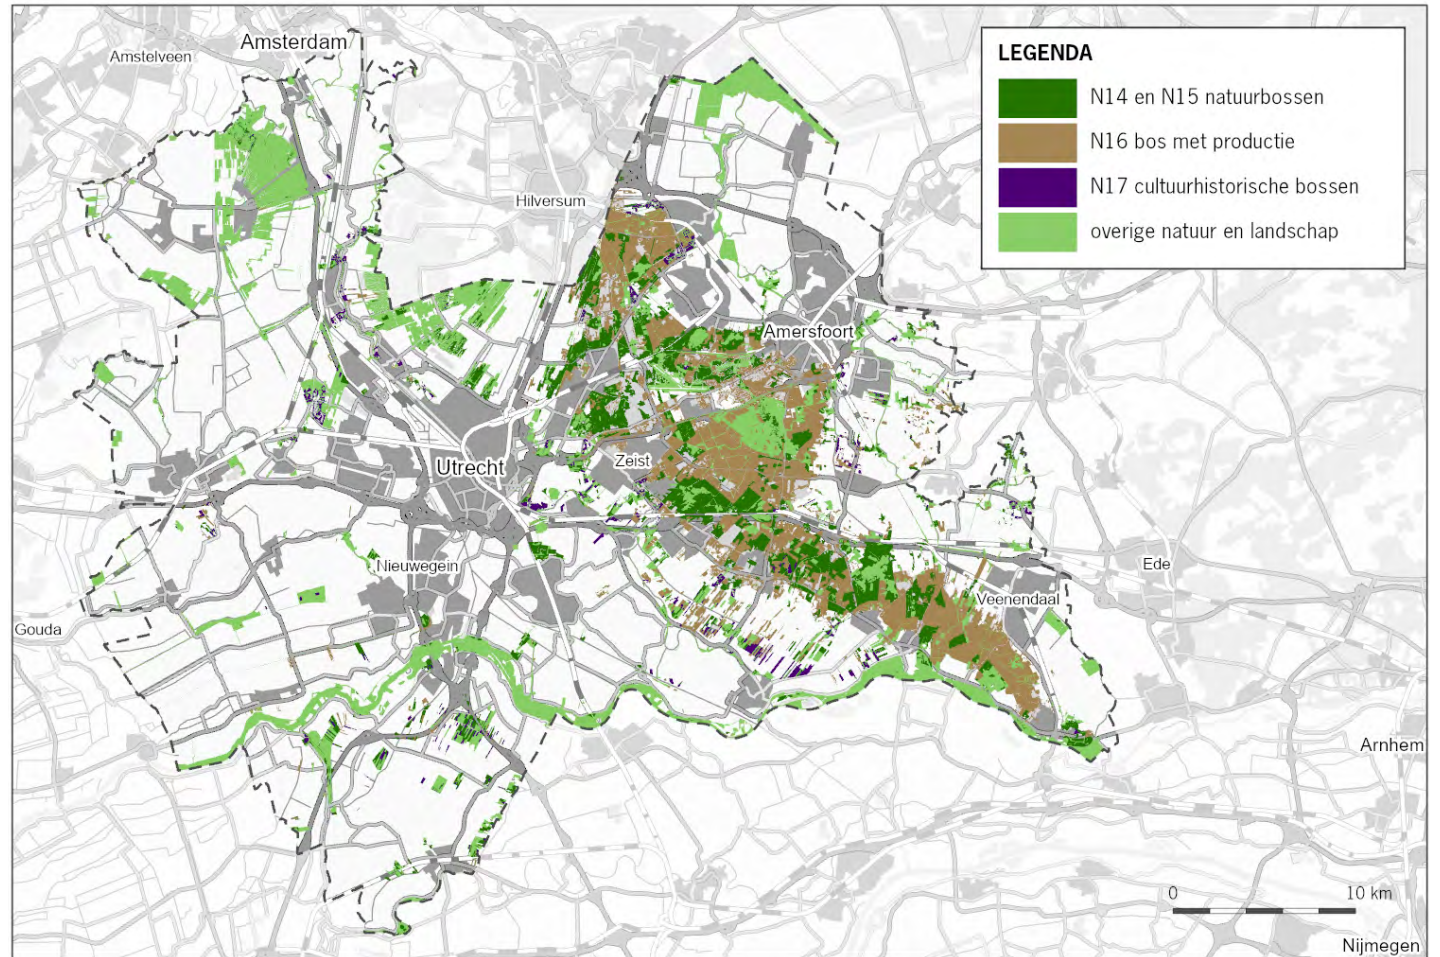 Amsterdam
Amstelveen
LEGENDA
N14 en N15 natuurbossen
N16 bos met productie
N17 cultuurhistorische bossen
overige natuur en landschap
Hilversum
Amersfoort
Utrecht
Zeist
Nieuwegein
Ede
Veenendaal
Gouda
Arnhem
0 10 km
Nijmegen